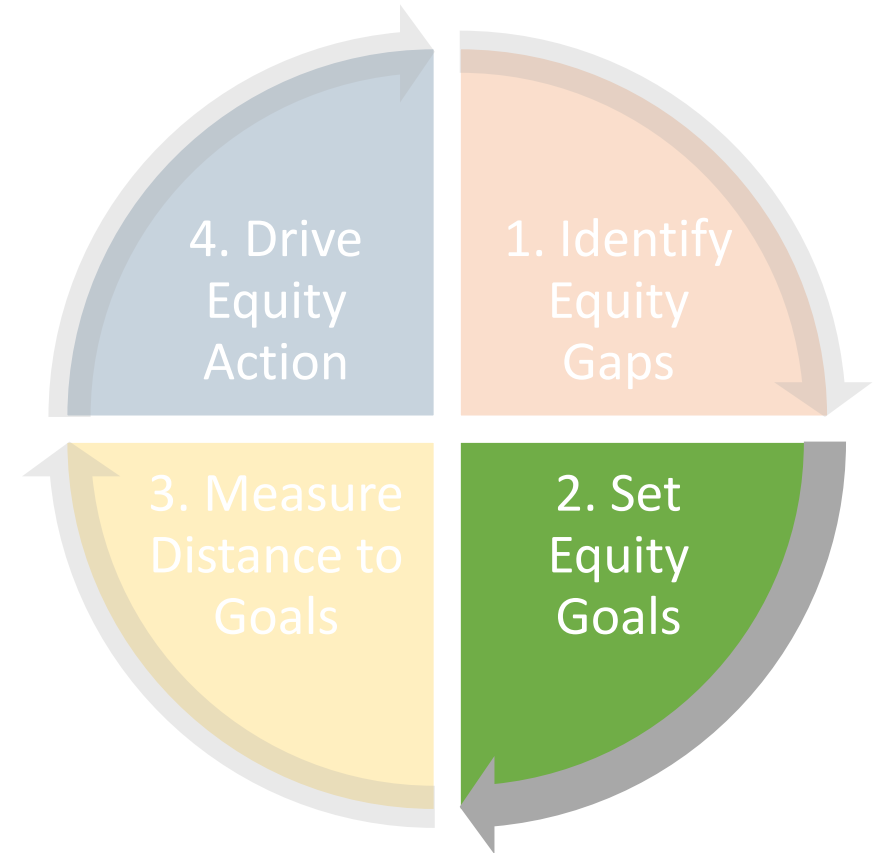 4. Drive
Equity
Action
1. Identify
Equity
Gaps
3. Measure
Distance to
Goals
2. Set
Equity
Goals